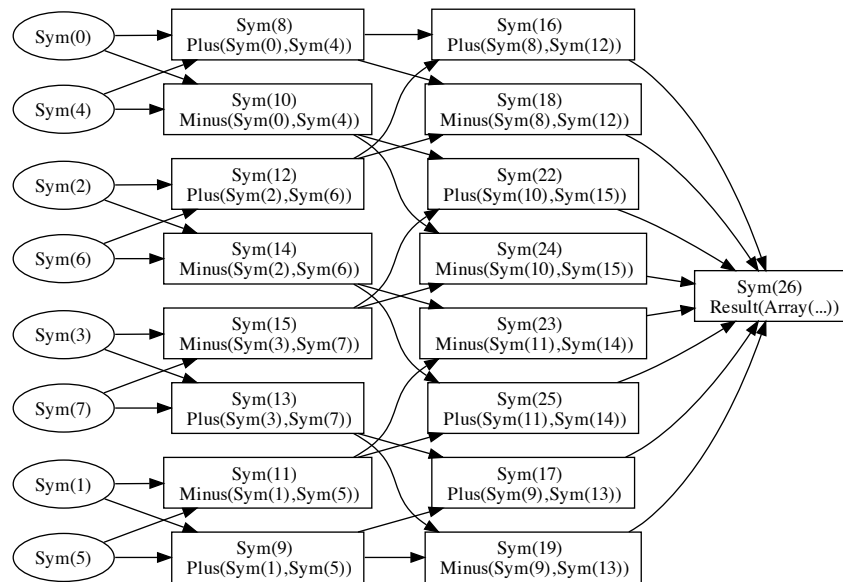 Sym(0)
Sym(4)
Sym(2)
Sym(6)
Sym(3)
Sym(7)
Sym(1)
Sym(5)
Sym(8)
Plus(Sym(0),Sym(4))
Sym(10)
Minus(Sym(0),Sym(4))
Sym(12)
Plus(Sym(2),Sym(6))
Sym(14)
Minus(Sym(2),Sym(6))
Sym(15)
Minus(Sym(3),Sym(7))
Sym(13)
Plus(Sym(3),Sym(7))
Sym(11)
Minus(Sym(1),Sym(5))
Sym(9)
Plus(Sym(1),Sym(5))
Sym(16)
Plus(Sym(8),Sym(12))
Sym(18)
Minus(Sym(8),Sym(12))
Sym(22)
Plus(Sym(10),Sym(15))
Sym(24)
Minus(Sym(10),Sym(15))
Sym(23)
Minus(Sym(11),Sym(14))
Sym(25)
Plus(Sym(11),Sym(14))
Sym(17)
Plus(Sym(9),Sym(13))
Sym(19)
Minus(Sym(9),Sym(13))
Sym(26)
Result(Array(...))